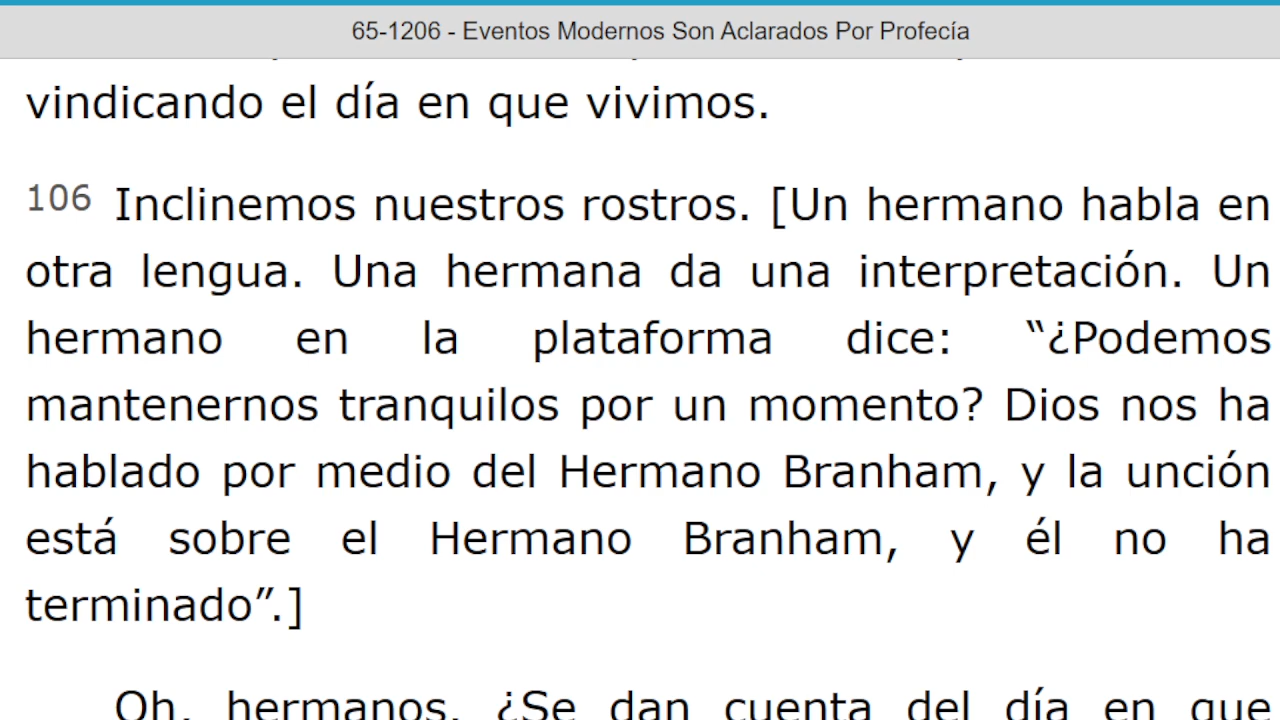 65-1206 - Eventos Modernos Son Aclarados Por Profecía
vindicando el día en que vivimos.
106 Inclinemos nuestros rostros. [Un hermano habla en
otra lengua. Una hermana da una interpretación. Un
hermano en la plataforma dice: “¿Podemos
mantenernos tranquilos por un momento? Dios nos ha
hablado por medio del Hermano Branham, y la unción
está sobre el Hermano Branham, y él no ha
terminado”.]
Oh, hermanos, ¿Se dan cuenta del día en que